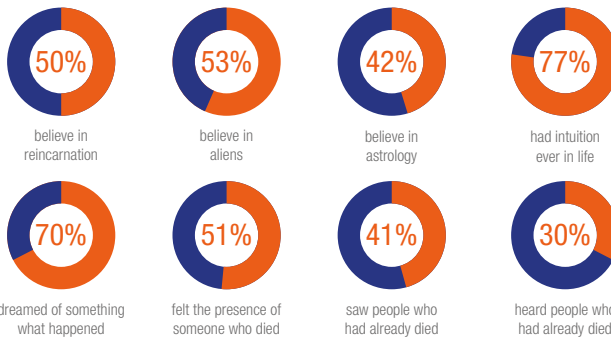 50%
53%
42%
77%
believe in
reincarnation
believe in
aliens
believe in
astrology
had intuition
ever in life
70%
51%
41%
30%
dreamed of something
what happened
felt the presence of
someone who died
saw people who
had already died
heard people who
had already died